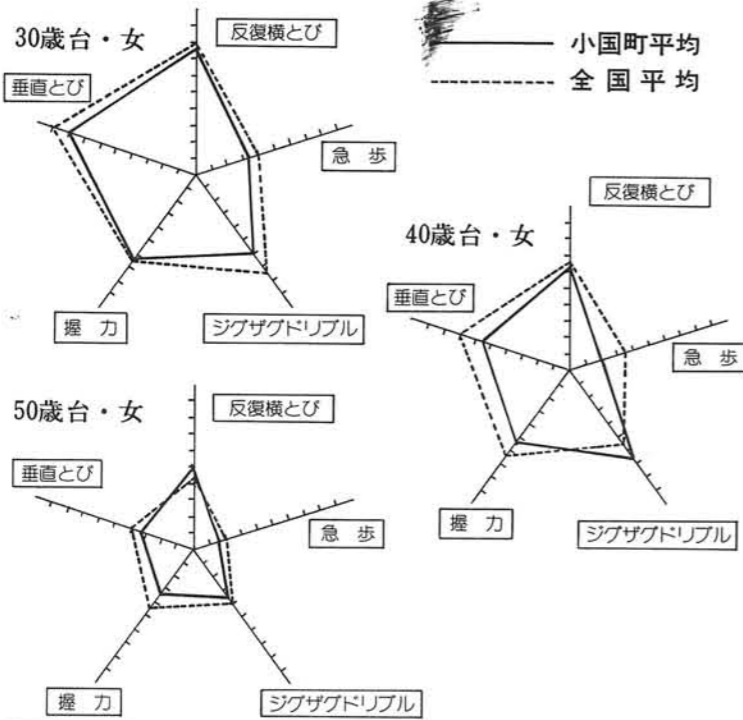 30歳台・女
反復横とび
垂直とび
急歩
握力
ジグザグドリブル
小国町平均
全国平均
40歳台・女
反復横とび
垂直とび
急歩
握力
ジグザグドリブル
50歳台・女
反復横とび
垂直とび
急歩
握力
ジグザグドリブル